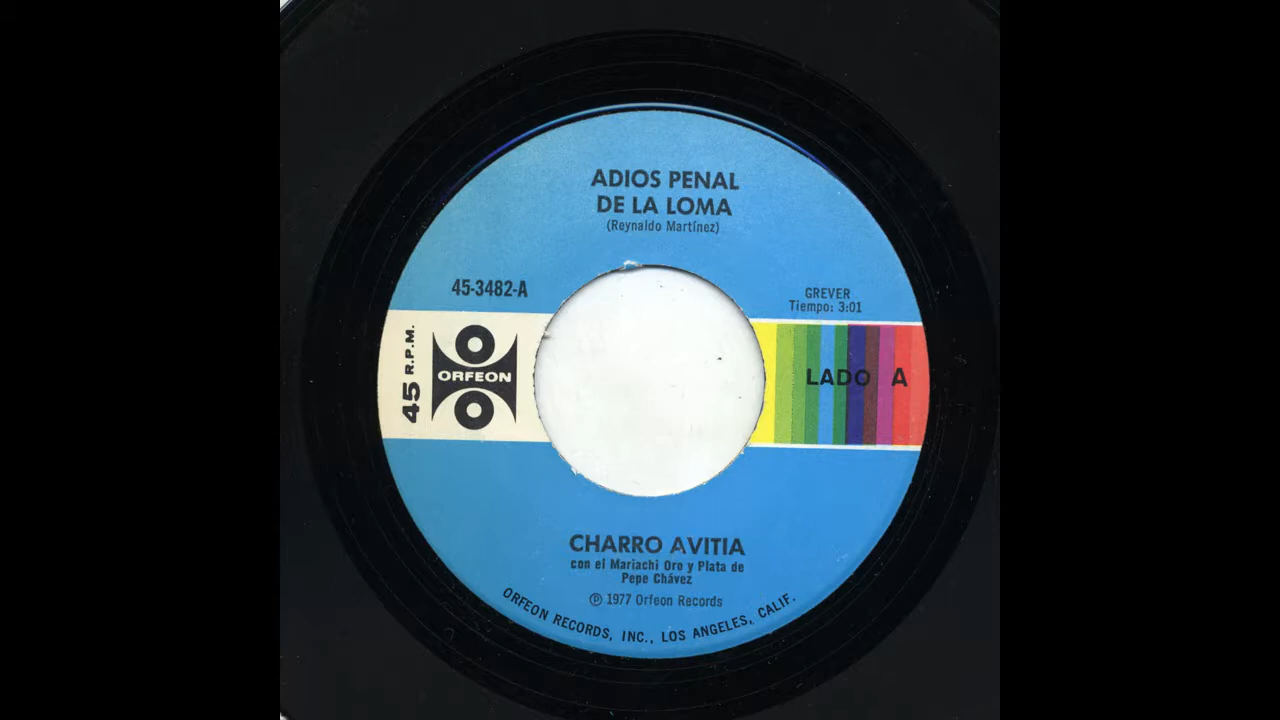 ADIOS PENAL
DE LA LOMA
(Reynaldo Martínez)
45-3482-A
GREVER
Tiempo: 3:01
45 R.P.M.
ORFEON
LADO A
CHARRO AVITIA
con el Mariachi Oro y Plata de
Pepe Chávez
℗ 1977 Orfeon Records
ORFEON RECORDS, INC., LOS ANGELES, CALIF.